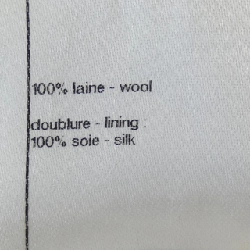 100% laine - wool
doublure - lining
100% soie - silk